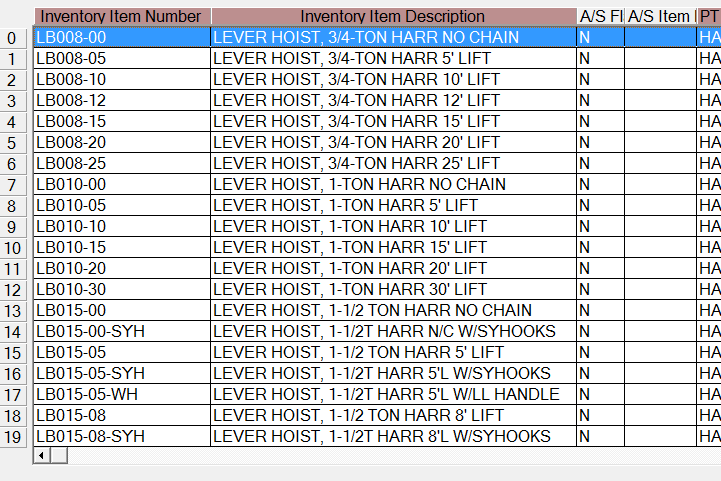 Inventory Item Number Inventory Item Description A/S Fl A/S Item PT
0 LB008-00 LEVER HOIST, 3/4-TON HARR NO CHAIN N HA
1 LB008-05 LEVER HOIST, 3/4-TON HARR 5' LIFT N HA
2 LB008-10 LEVER HOIST, 3/4-TON HARR 10' LIFT N HA
3 LB008-12 LEVER HOIST, 3/4-TON HARR 12' LIFT N HA
4 LB008-15 LEVER HOIST, 3/4-TON HARR 15' LIFT N HA
5 LB008-20 LEVER HOIST, 3/4-TON HARR 20' LIFT N HA
6 LB008-25 LEVER HOIST, 3/4-TON HARR 25' LIFT N HA
7 LB010-00 LEVER HOIST, 1-TON HARR NO CHAIN N HA
8 LB010-05 LEVER HOIST, 1-TON HARR 5' LIFT N HA
9 LB010-10 LEVER HOIST, 1-TON HARR 10' LIFT N HA
10 LB010-15 LEVER HOIST, 1-TON HARR 15' LIFT N HA
11 LB010-20 LEVER HOIST, 1-TON HARR 20' LIFT N HA
12 LB010-30 LEVER HOIST, 1-TON HARR 30' LIFT N HA
13 LB015-00 LEVER HOIST, 1-1/2 TON HARR NO CHAIN N HA
14 LB015-00-SYH LEVER HOIST, 1-1/2T HARR N/C W/SYHOOKS N HA
15 LB015-05 LEVER HOIST, 1-1/2 TON HARR 5' LIFT N HA
16 LB015-05-SYH LEVER HOIST, 1-1/2T HARR 5'L W/SYHOOKS N HA
17 LB015-05-WH LEVER HOIST, 1-1/2T HARR 5'L W/LL HANDLE N HA
18 LB015-08 LEVER HOIST, 1-1/2 TON HARR 8' LIFT N HA
19 LB015-08-SYH LEVER HOIST, 1-1/2T HARR 8'L W/SYHOOKS N HA